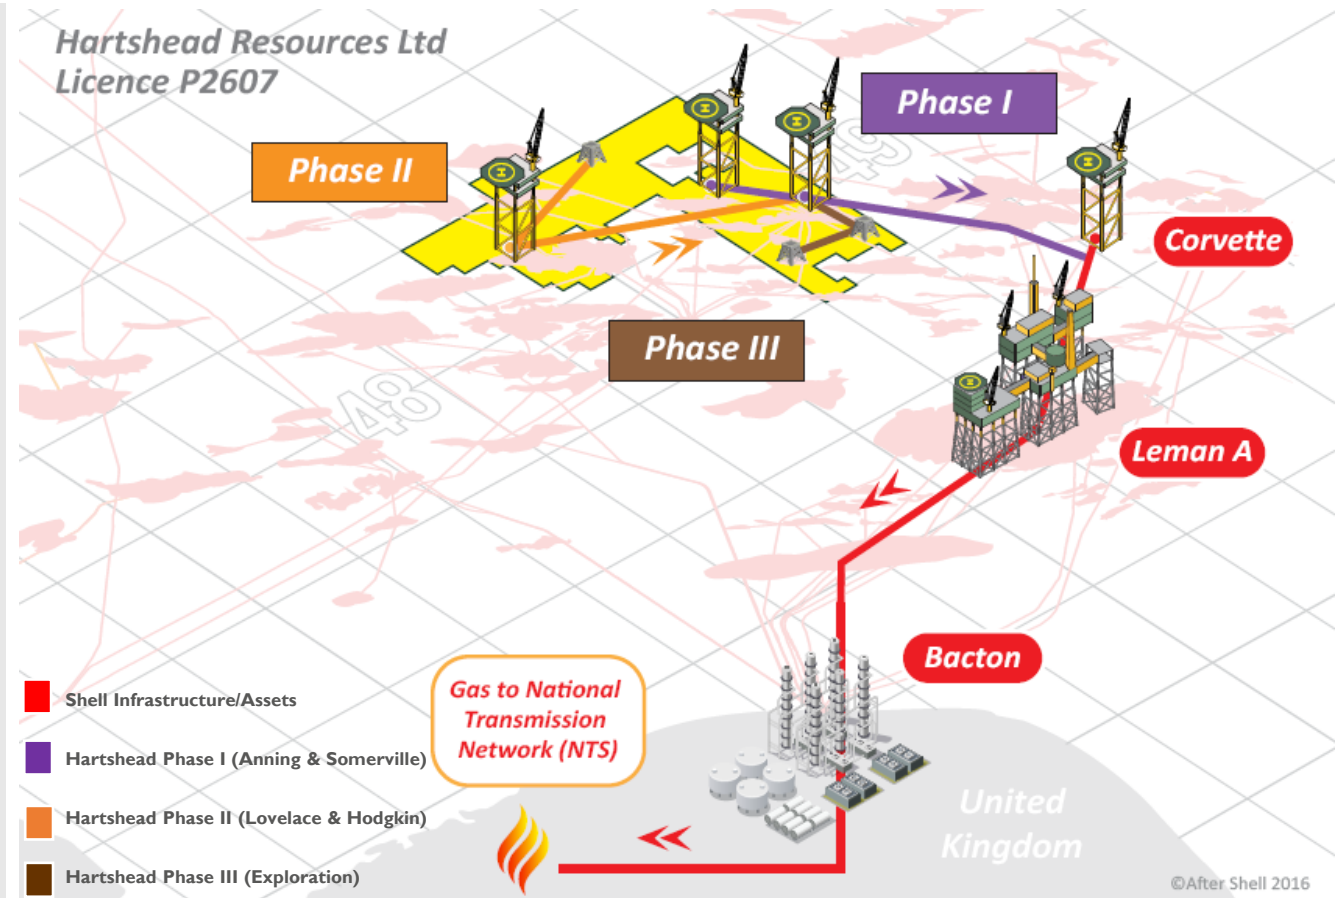 Hartshead Resources Ltd
Licence P2607
Phase I
Phase II
49
Corvette
Phase III
48
Leman A
Bacton
Gas to National
Transmission
Network (NTS)
Shell Infrastructure/Assets
Hartshead Phase I (Anning & Somerville)
Hartshead Phase II (Lovelace & Hodgkin)
Hartshead Phase III (Exploration)
United
Kingdom
©After Shell 2016
H
H
H
H
H